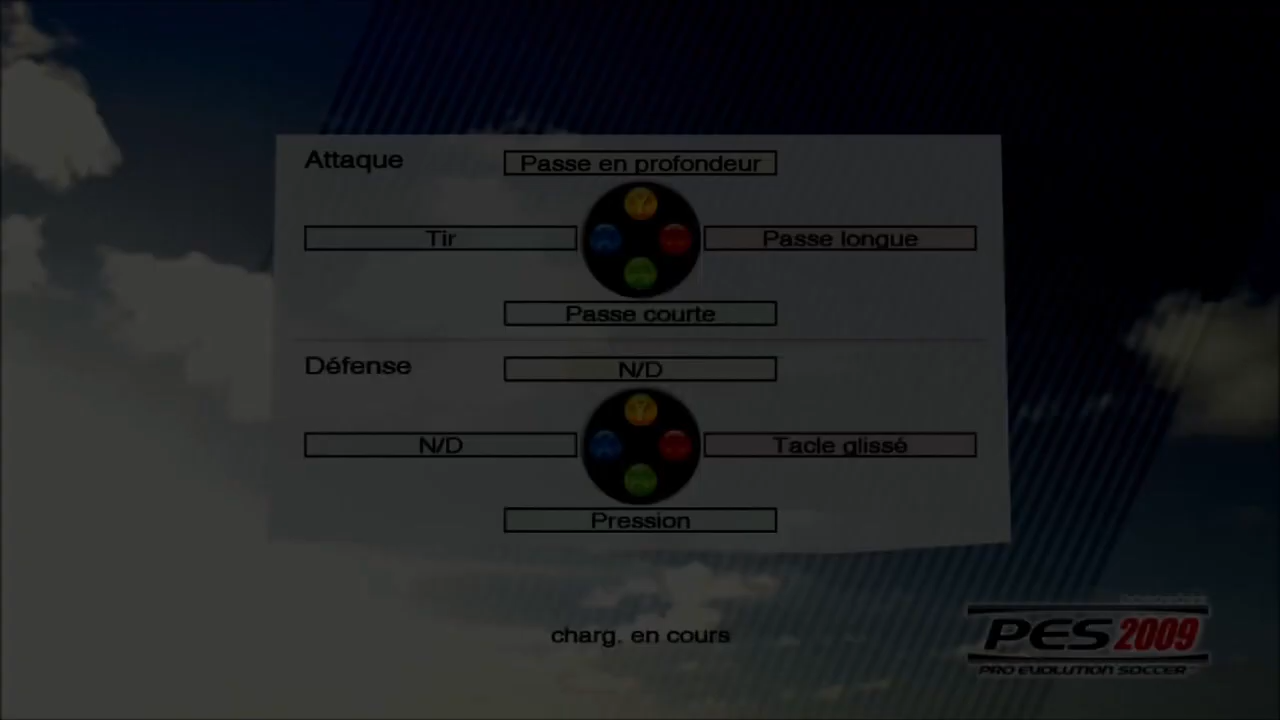 Attaque
Passe en profondeur
Y
Tir
Passe longue
Passe courte
Défense
N/D
Y
N/D
Tacle glissé
Pression
charg. en cours
PES 2009
PRO EVOLUTION SOCCER